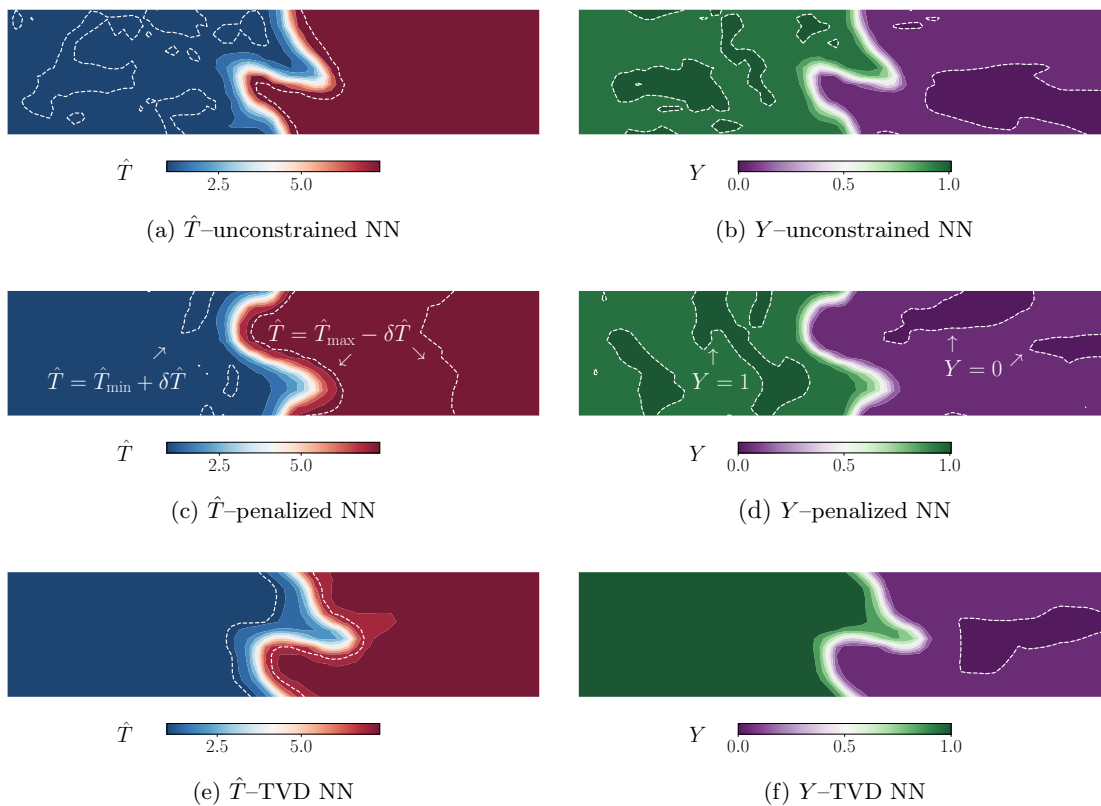 T̂ 2.5 5.0
Y 0.0 0.5 1.0
(a) T̂–unconstrained NN
(b) Y–unconstrained NN
T̂ = T̂max − δT̂
T̂ = T̂min + δT̂
Y = 1
Y = 0
T̂ 2.5 5.0
Y 0.0 0.5 1.0
(c) T̂–penalized NN
(d) Y–penalized NN
T̂ 2.5 5.0
Y 0.0 0.5 1.0
(e) T̂–TVD NN
(f) Y–TVD NN